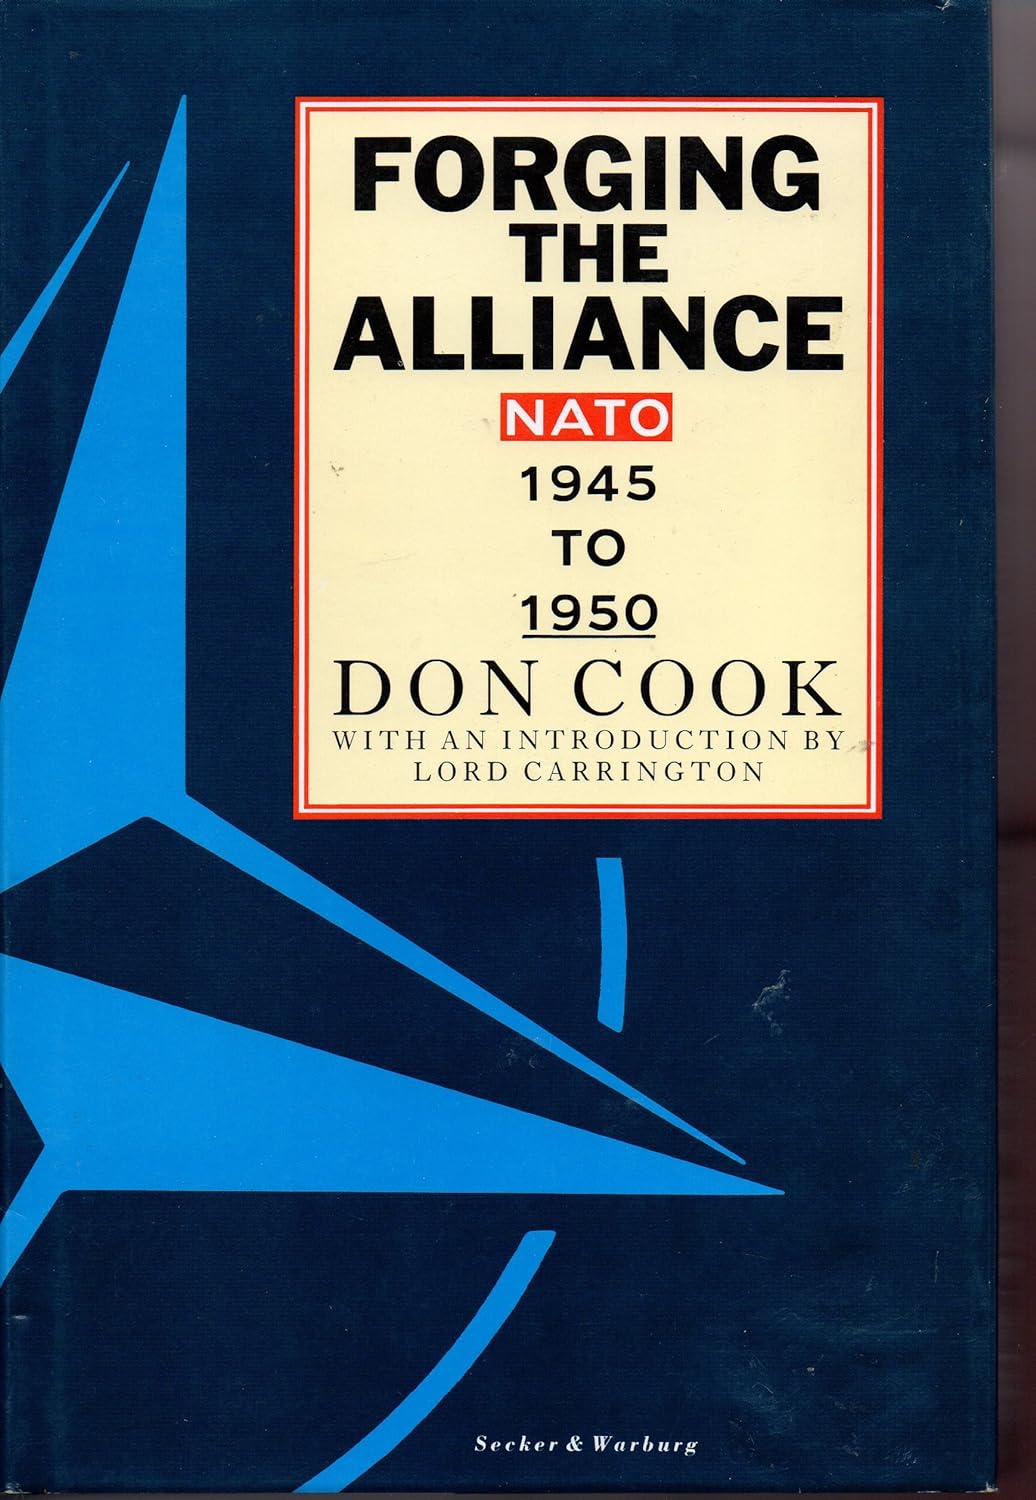 FORGING
THE
ALLIANCE
NATO
1945
TO
1950
DON COOK
WITH AN INTRODUCTION BY
LORD CARRINGTON
Secker & Warburg